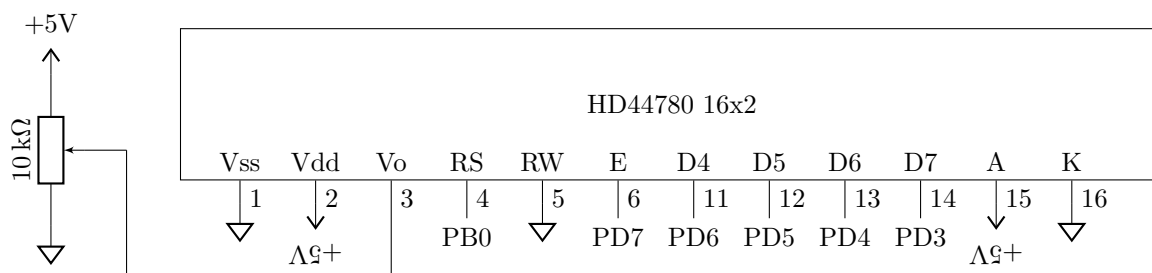 +5V
10 kΩ
HD44780 16x2
Vss Vdd Vo RS RW E D4 D5 D6 D7 A K
1 2 3 4 5 6 11 12 13 14 15 16
PB0 PD7 PD6 PD5 PD4 PD3
+5V +5V